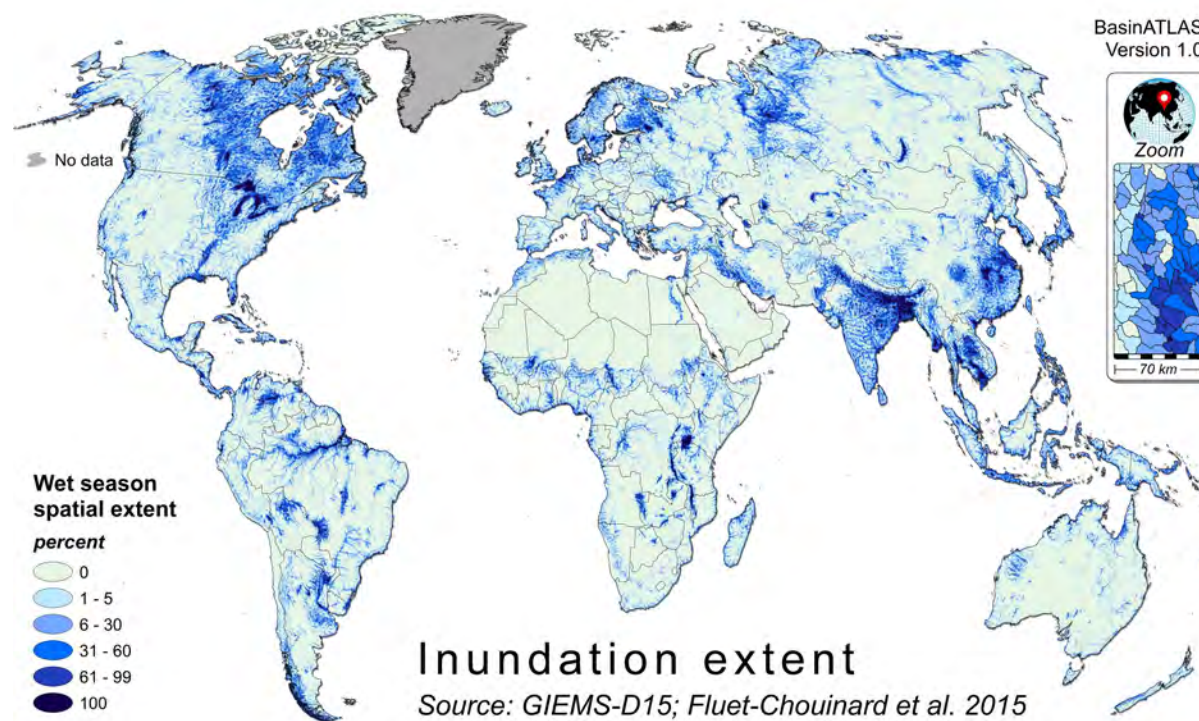 BasinATLAS
Version 1.0
Zoom
70 km
No data
Wet season
spatial extent
percent
0
1 - 5
6 - 30
31 - 60
61 - 99
100
Inundation extent
Source: GIEMS-D15; Fluet-Chouinard et al. 2015